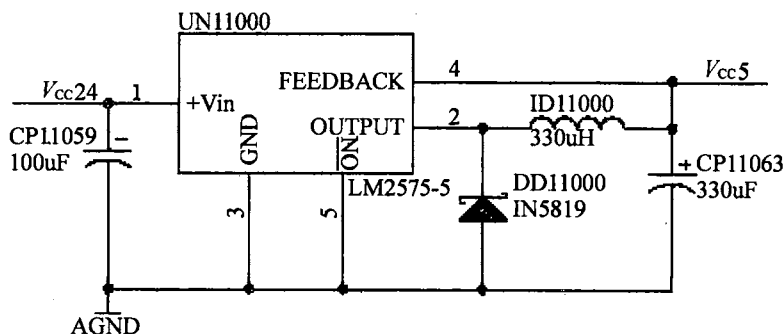 UN11000
Vcc24 1 +Vin FEEDBACK 4 Vcc5
OUTPUT 2 ID11000
330uH
GND ON
CP11059 −
100uF
LM2575-5
3 5
DD11000
IN5819
+ CP11063
330uF
AGND